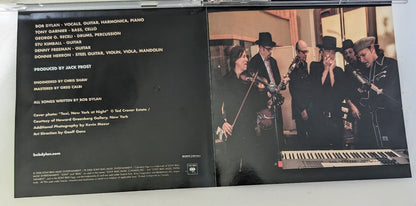 BOB DYLAN - VOCALS, GUITAR, HARMONICA, PIANO
TONY GARNIER - BASS, CELLO
GEORGE G. RECELI - DRUMS, PERCUSSION
STU KIMBALL - GUITAR
DENNY FREEMAN - GUITAR
DONNIE HERRON - STEEL GUITAR, VIOLIN, VIOLA, MANDOLIN
PRODUCED BY JACK FROST
ENGINEERED BY CHRIS SHAW
MASTERED BY GREG CALBI
ALL SONGS WRITTEN BY BOB DYLAN
Cover photo: "Taxi, New York at Night" © Ted Croner Estate /
Courtesy of Howard Greenberg Gallery, New York
Additional Photography by Kevin Mazur
Art Direction by Geoff Gans
bobdylan.com